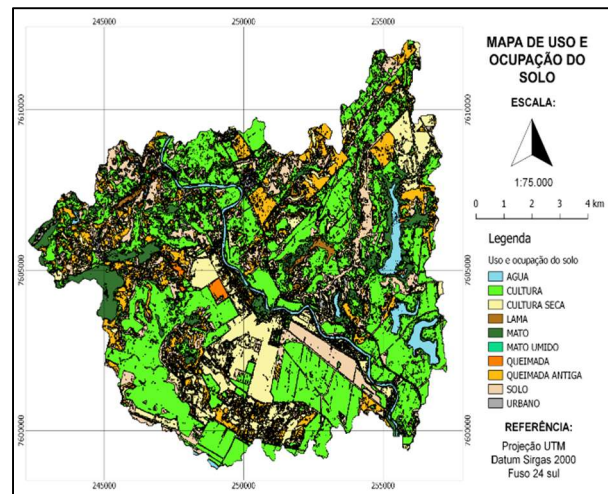 245000
250000
255000
MAPA DE USO E
OCUPAÇÃO DO
SOLO
ESCALA:
1:75.000
0 2 4 km
Legenda
Uso e ocupação do solo
AGUA
CULTURA
CULTURA SECA
LAMA
MATO
MATO UMIDO
QUEIMADA
QUEIMADA ANTIGA
SOLO
URBANO
REFERÊNCIA:
Projeção UTM
Datum Sirgas 2000
Fuso 24 sul
7610000
7610000
7605000
7605000
7600000
7600000
245000
250000
255000